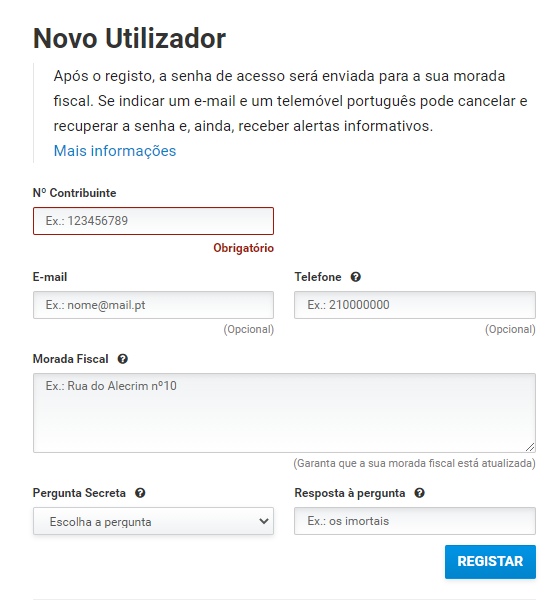 Novo Utilizador
Após o registo, a senha de acesso será enviada para a sua morada
fiscal. Se indicar um e-mail e um telemóvel português pode cancelar e
recuperar a senha e, ainda, receber alertas informativos.
Mais informações
Nº Contribuinte
Ex.: 123456789
Obrigatório
E-mail
Telefone
Ex.: nome@mail.pt
Ex.: 210000000
(Opcional)
(Opcional)
Morada Fiscal
Ex.: Rua do Alecrim nº10
(Garanta que a sua morada fiscal está atualizada)
Pergunta Secreta
Resposta à pergunta
Escolha a pergunta
Ex.: os imortais
REGISTAR